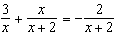 3/x + x/(x + 2) = −2/(x + 2)